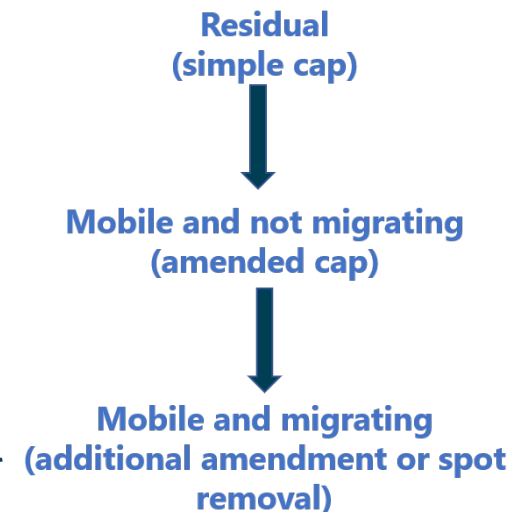 Residual
(simple cap)
Mobile and not migrating
(amended cap)
Mobile and migrating
(additional amendment or spot
removal)